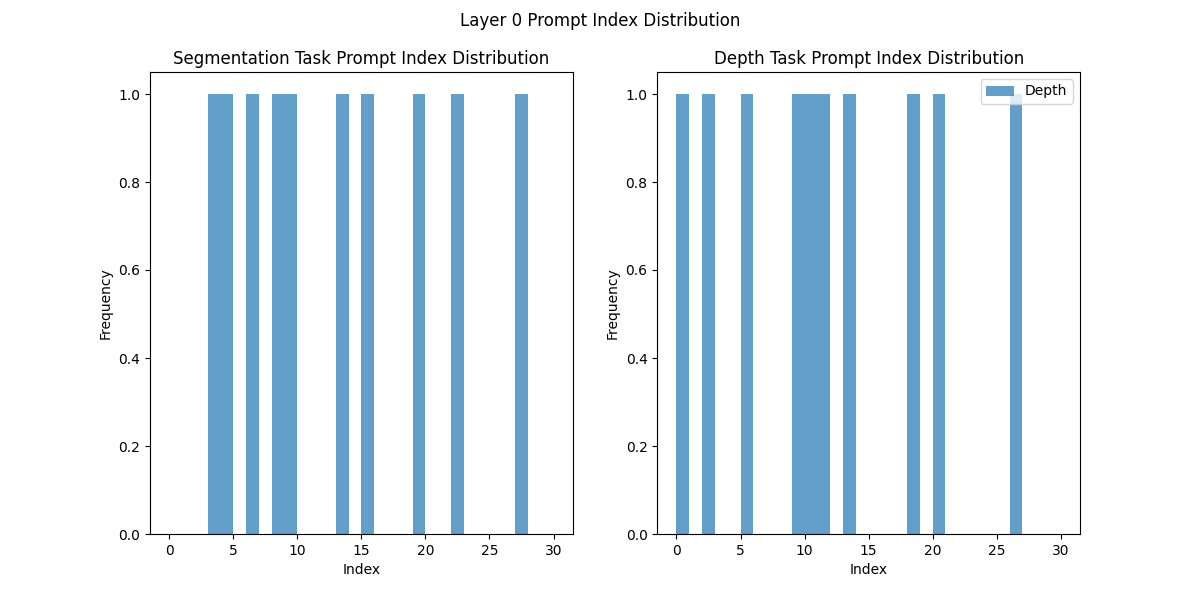 Layer 0 Prompt Index Distribution
Segmentation Task Prompt Index Distribution
1.0
0.8
0.6
0.4
0.2
0.0
Frequency
0 5 10 15 20 25 30
Index
Depth Task Prompt Index Distribution
Depth
1.0
0.8
0.6
0.4
0.2
0.0
Frequency
0 5 10 15 20 25 30
Index